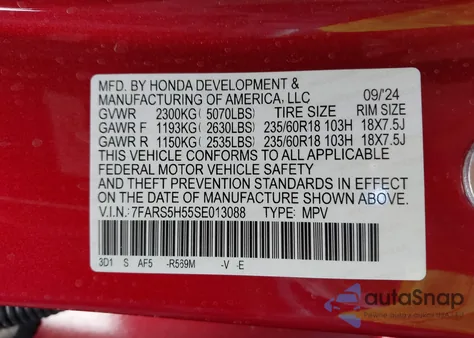 MFD. BY HONDA DEVELOPMENT &
MANUFACTURING OF AMERICA, LLC 09/'24
GVWR 2300KG ( 5070LBS) TIRE SIZE RIM SIZE
GAWR F 1193KG ( 2630LBS) 235/60R18 103H 18X7.5J
GAWR R 1150KG ( 2535LBS) 235/60R18 103H 18X7.5J
THIS VEHICLE CONFORMS TO ALL APPLICABLE
FEDERAL MOTOR VEHICLE SAFETY
AND THEFT PREVENTION STANDARDS IN EFFECT
ON THE DATE OF MANUFACTURE SHOWN ABOVE.
V.I.N.: 7FARS5H55SE013088 TYPE: MPV
3D1 S AF5 -R569M -V -E
autoSnap